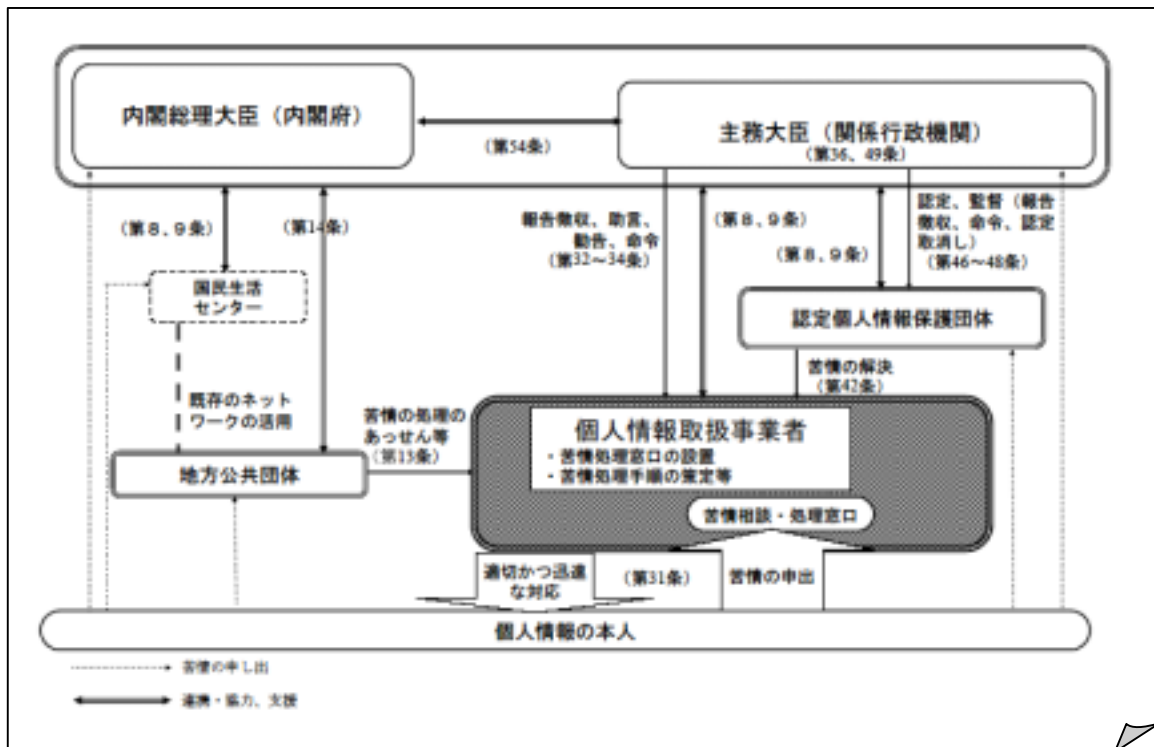 内閣総理大臣（内閣府）
（第54条）
主務大臣（関係行政機関）
（第36、49条）
（第８，９条）
（第14条）
報告徴収、助言、
勧告、命令
（第32～34条）
（第８，９条）
（第８，９条）
認定、監督（報告
徴収、命令、認定
取消し）
（第46～48条）
国民生活
センター
認定個人情報保護団体
苦情の解決
（第42条）
既存のネット
ワークの活用
苦情の処理の
あっせん等
（第13条）
個人情報取扱事業者
・苦情処理窓口の設置
・苦情処理手順の策定等
地方公共団体
苦情相談・処理窓口
適切かつ迅速
な対応
（第31条）
苦情の申出
個人情報の本人
苦情の申し出
連携・協力、支援